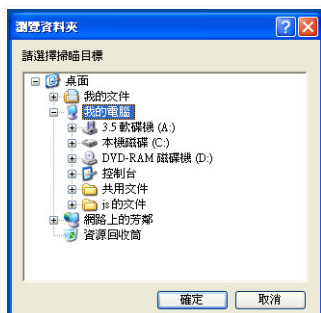 瀏覽資料夾
請選擇掃瞄目標
桌面
我的文件
我的電腦
3.5 軟碟機 (A:)
本機磁碟 (C:)
DVD-RAM 磁碟機 (D:)
控制台
共用文件
js 的文件
網路上的芳鄰
資源回收筒
確定
取消